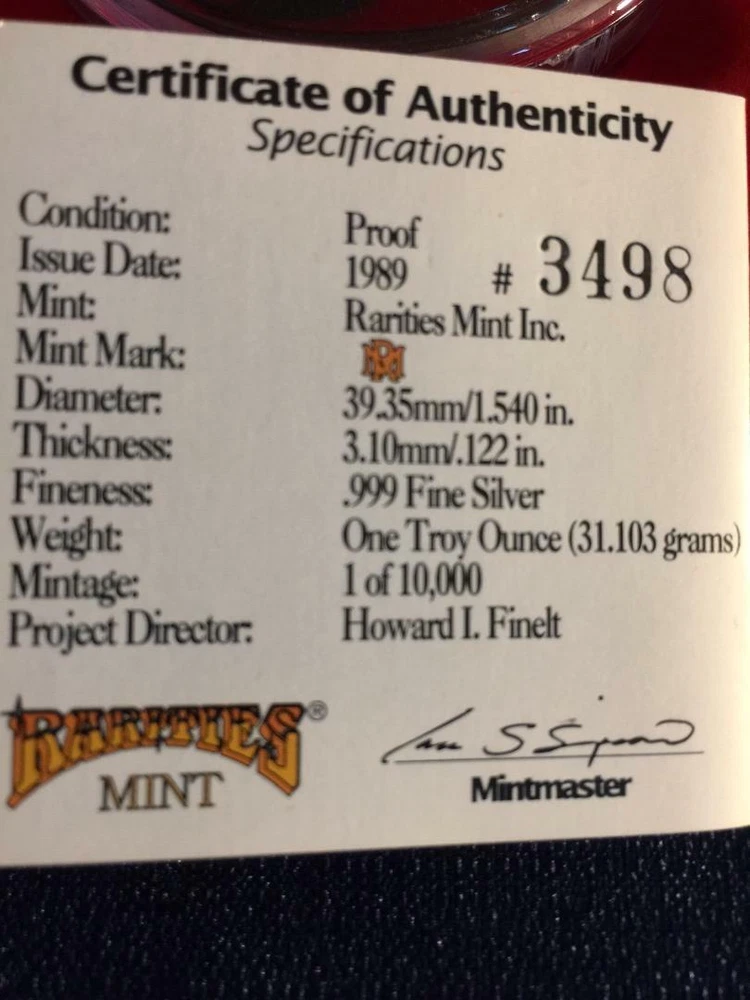 Certificate of Authenticity
Specifications
Condition: Proof
Issue Date: 1989 # 3498
Mint: Rarities Mint Inc.
Mint Mark: RM
Diameter: 39.35mm/1.540 in.
Thickness: 3.10mm/.122 in.
Fineness: .999 Fine Silver
Weight: One Troy Ounce (31.103 grams)
Mintage: 1 of 10,000
Project Director: Howard I. Finelt
RARITIES®
MINT
Mintmaster